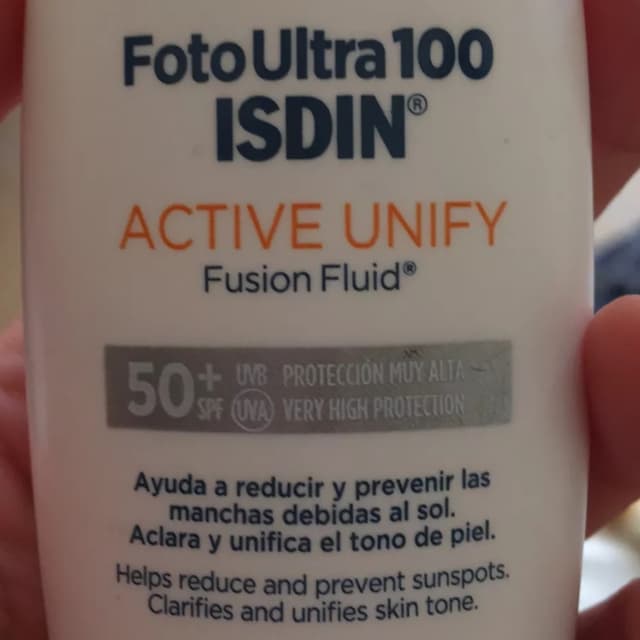 FotoUltra 100
ISDIN®
ACTIVE UNIFY
Fusion Fluid®
50+ SPF
UVB PROTECCIÓN MUY ALTA
UVA VERY HIGH PROTECTION
Ayuda a reducir y prevenir las
manchas debidas al sol.
Aclara y unifica el tono de piel.
Helps reduce and prevent sunspots.
Clarifies and unifies skin tone.